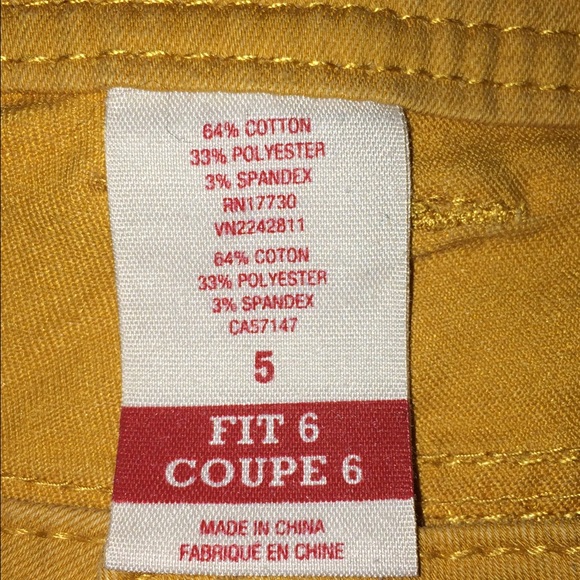 64% COTTON
33% POLYESTER
3% SPANDEX
RN17730
VN2242811
64% COTON
33% POLYESTER
3% SPANDEX
CA57147
5
FIT 6
COUPE 6
MADE IN CHINA
FABRIQUÉ EN CHINE